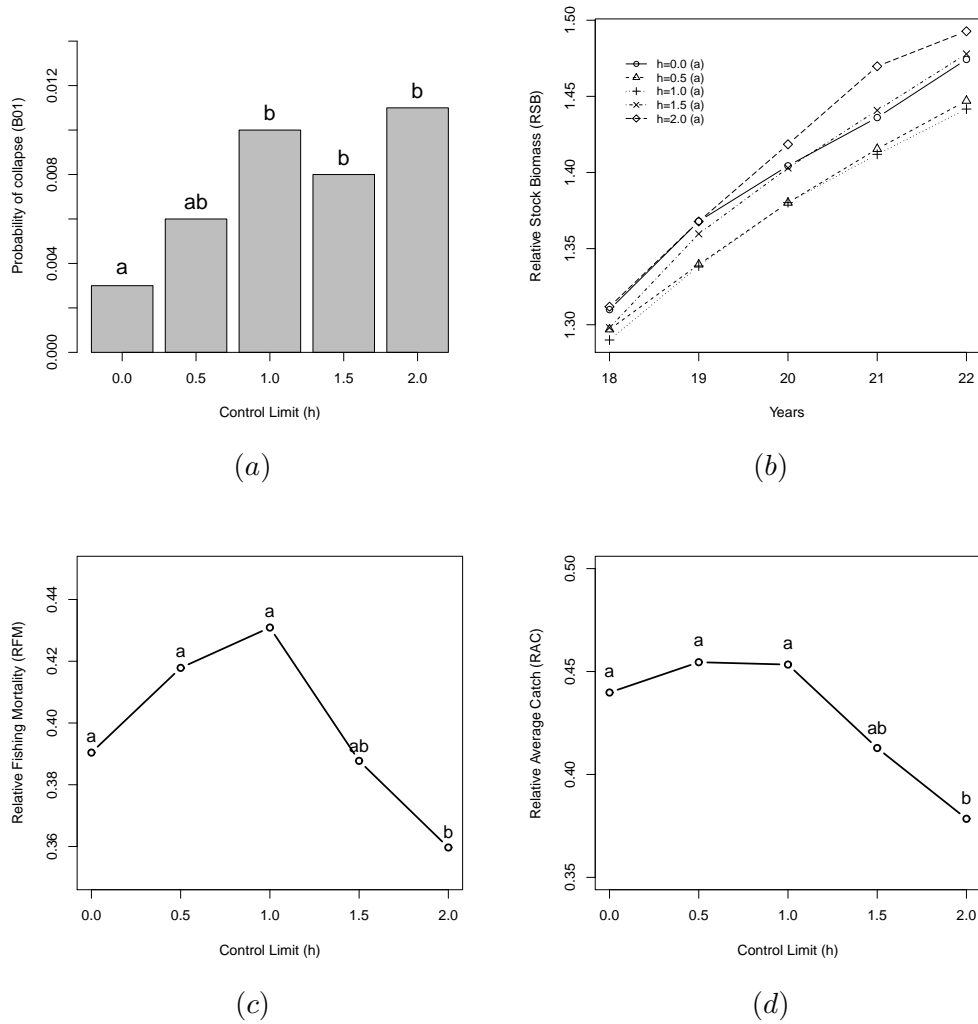 Probability of collapse (B01)
0.012
0.008
0.004
0.000
a
ab
b
b
b
0.0 0.5 1.0 1.5 2.0
Control Limit (h)
(a)
Relative Stock Biomass (RSB)
1.50
1.45
1.40
1.35
1.30
h=0.0 (a)
h=0.5 (a)
h=1.0 (a)
h=1.5 (a)
h=2.0 (a)
18 19 20 21 22
Years
(b)
Relative Fishing Mortality (RFM)
0.44
0.42
0.40
0.38
0.36
a
a
a
ab
b
0.0 0.5 1.0 1.5 2.0
Control Limit (h)
(c)
Relative Average Catch (RAC)
0.50
0.45
0.40
0.35
a
a
a
ab
b
0.0 0.5 1.0 1.5 2.0
Control Limit (h)
(d)